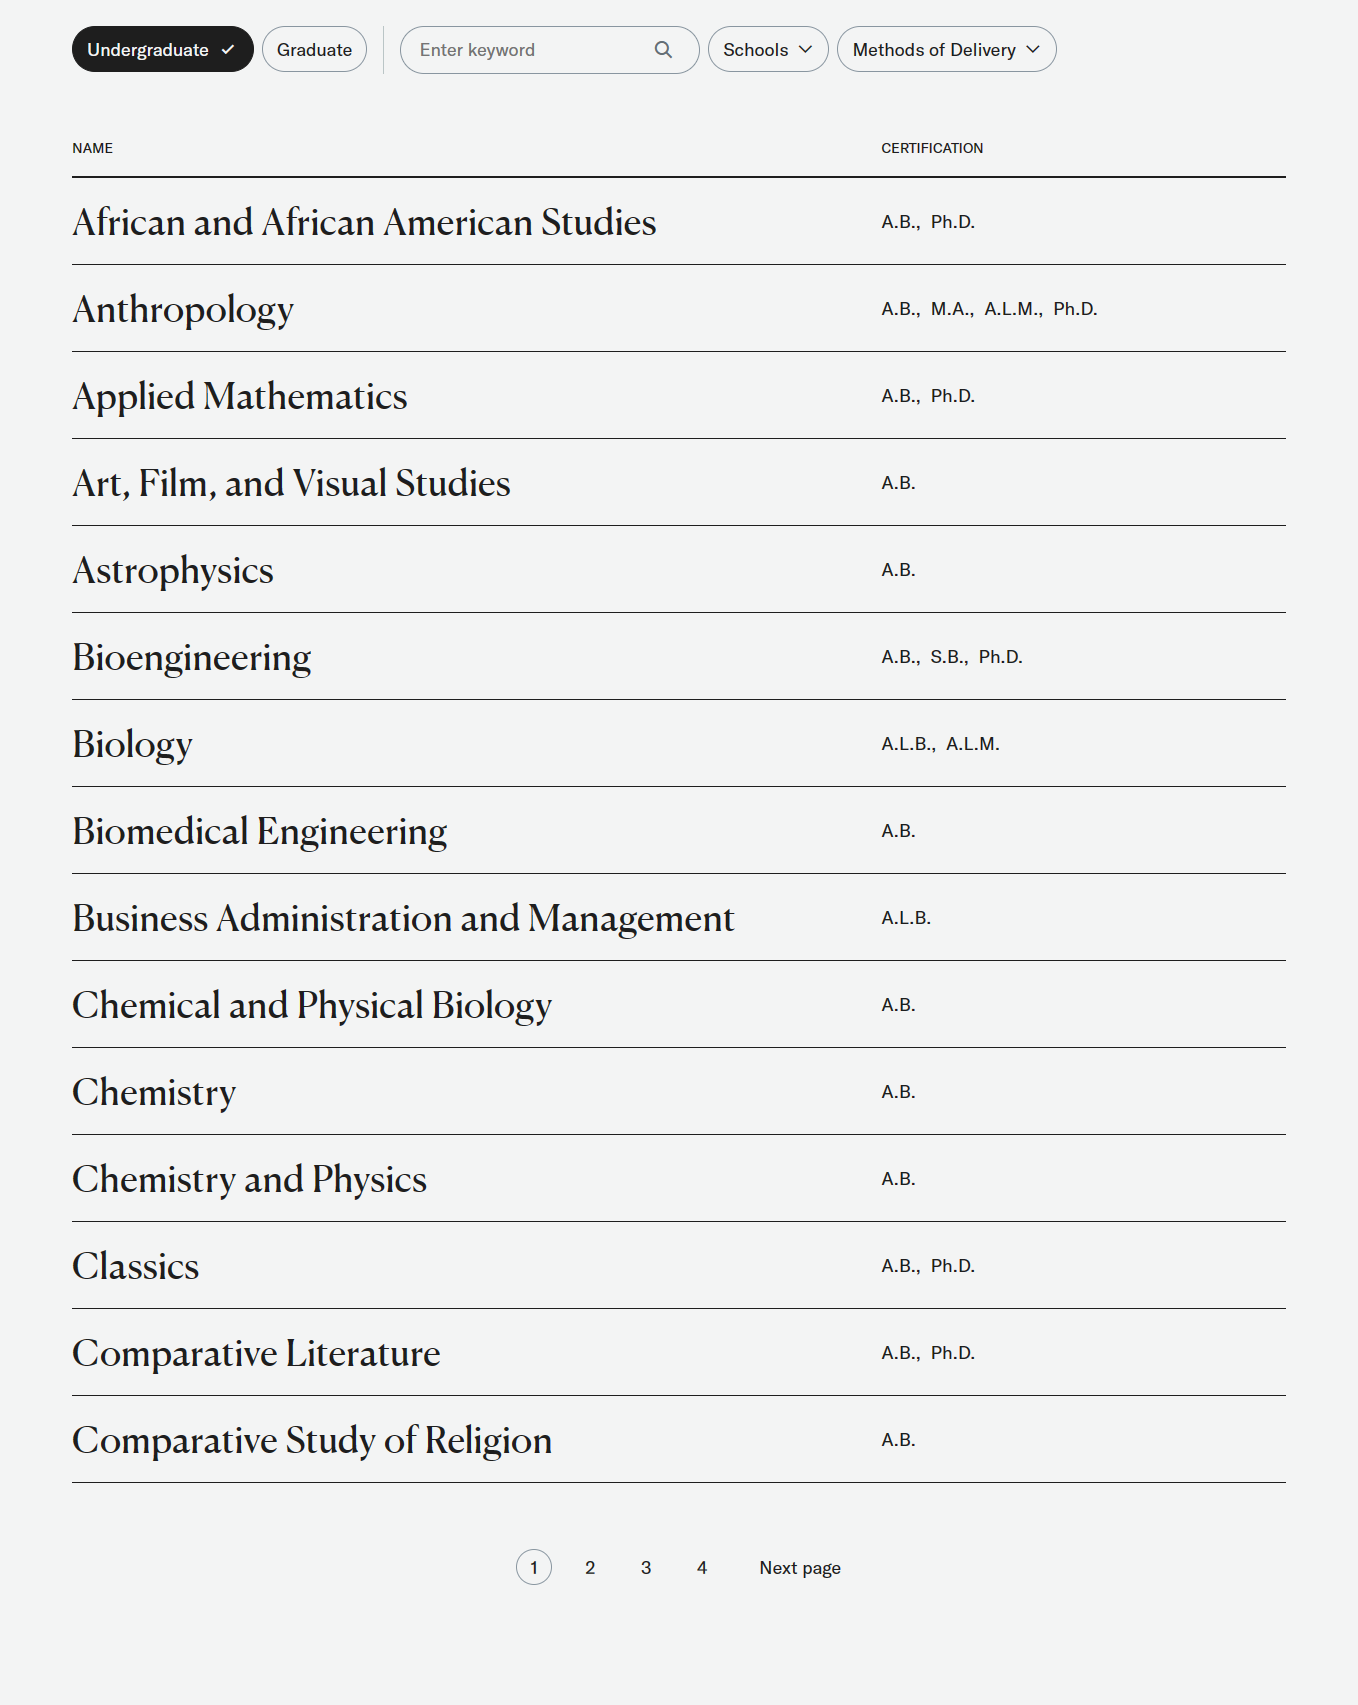 Undergraduate Graduate Enter keyword Schools Methods of Delivery
NAME CERTIFICATION
African and African American Studies A.B., Ph.D.
Anthropology A.B., M.A., A.L.M., Ph.D.
Applied Mathematics A.B., Ph.D.
Art, Film, and Visual Studies A.B.
Astrophysics A.B.
Bioengineering A.B., S.B., Ph.D.
Biology A.L.B., A.L.M.
Biomedical Engineering A.B.
Business Administration and Management A.L.B.
Chemical and Physical Biology A.B.
Chemistry A.B.
Chemistry and Physics A.B.
Classics A.B., Ph.D.
Comparative Literature A.B., Ph.D.
Comparative Study of Religion A.B.
1 2 3 4 Next page